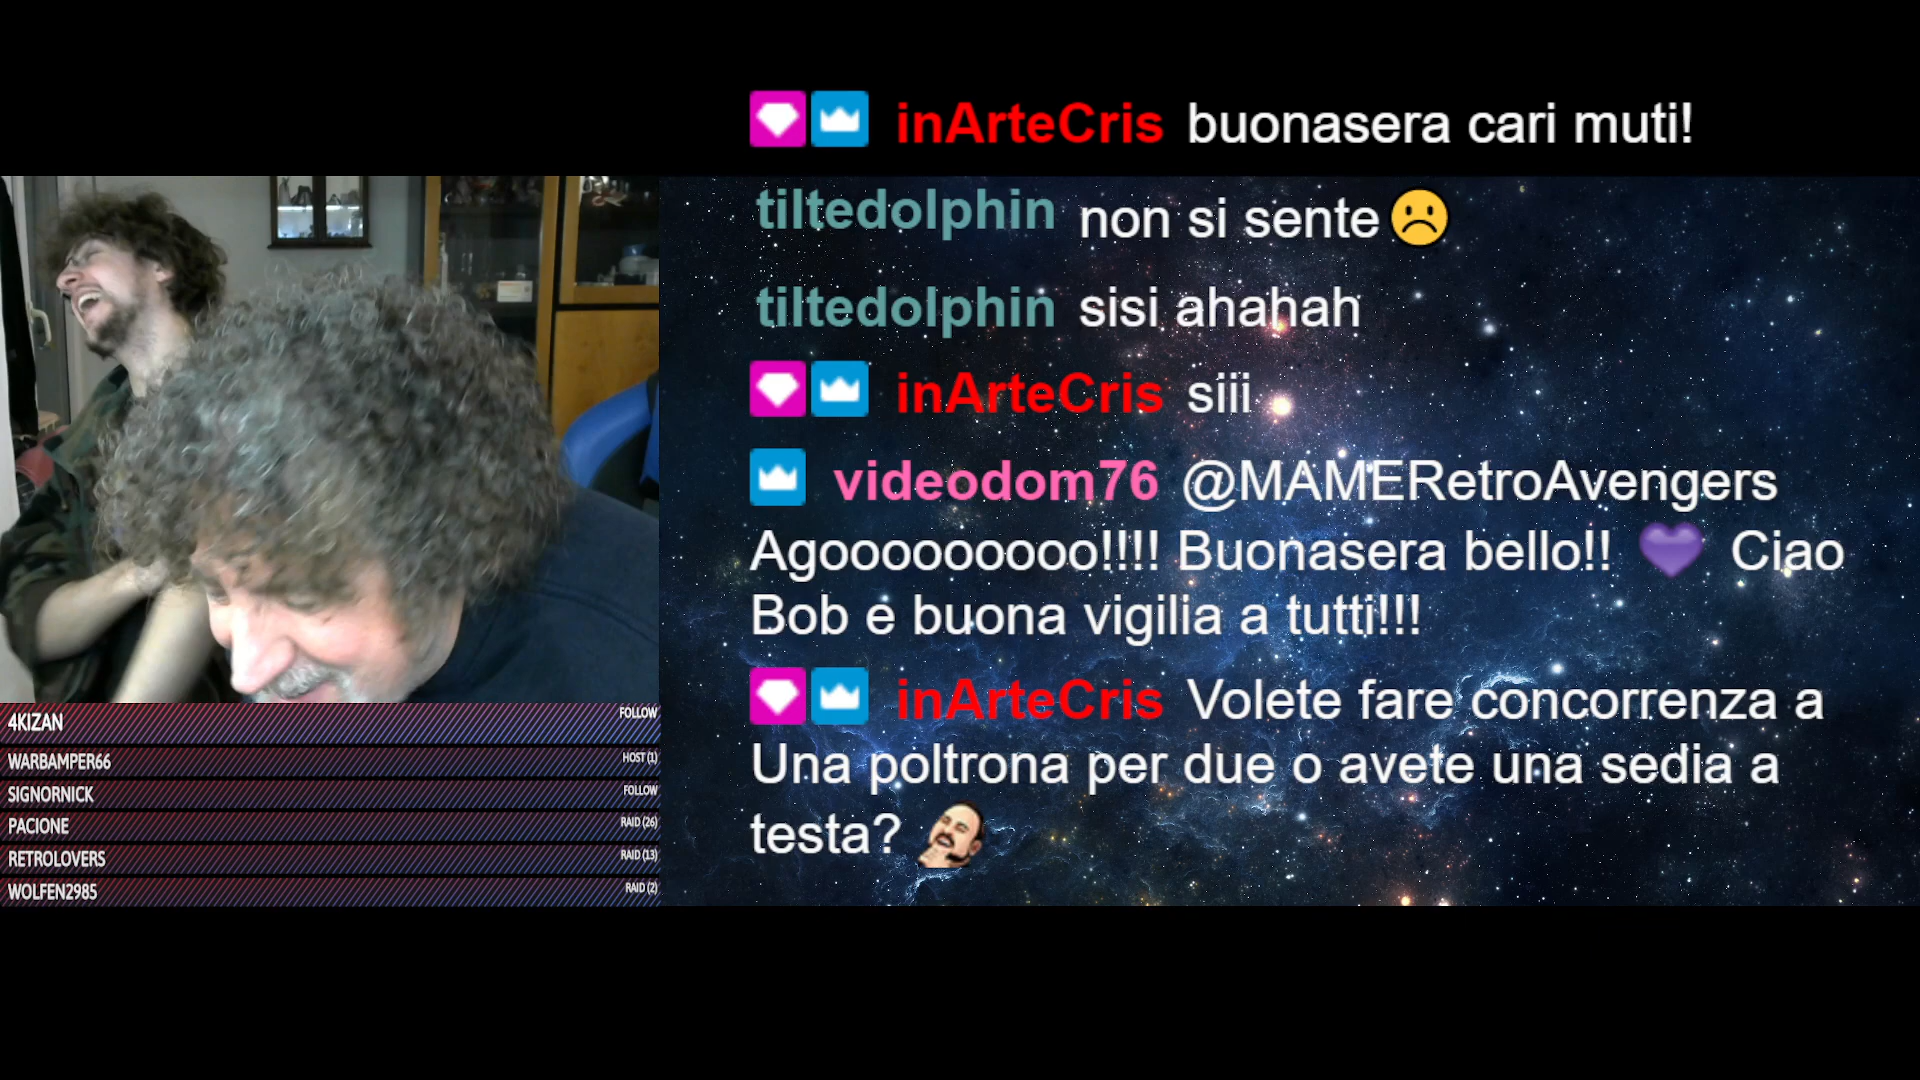 inArteCris buonasera cari muti!
tiltedolphin non si sente
tiltedolphin sisi ahahah
inArteCris siii
videodom76 @MAMERetroAvengers
Agoooooooooo!!!! Buonasera bello!! Ciao
Bob e buona vigilia a tutti!!!
inArteCris Volete fare concorrenza a
Una poltrona per due o avete una sedia a
testa?
4KIZAN FOLLOW
WARBAMPER66 HOST (1)
SIGNORNICK FOLLOW
PACIONE RAID (26)
RETROLOVERS RAID (13)
WOLFEN2985 RAID (2)